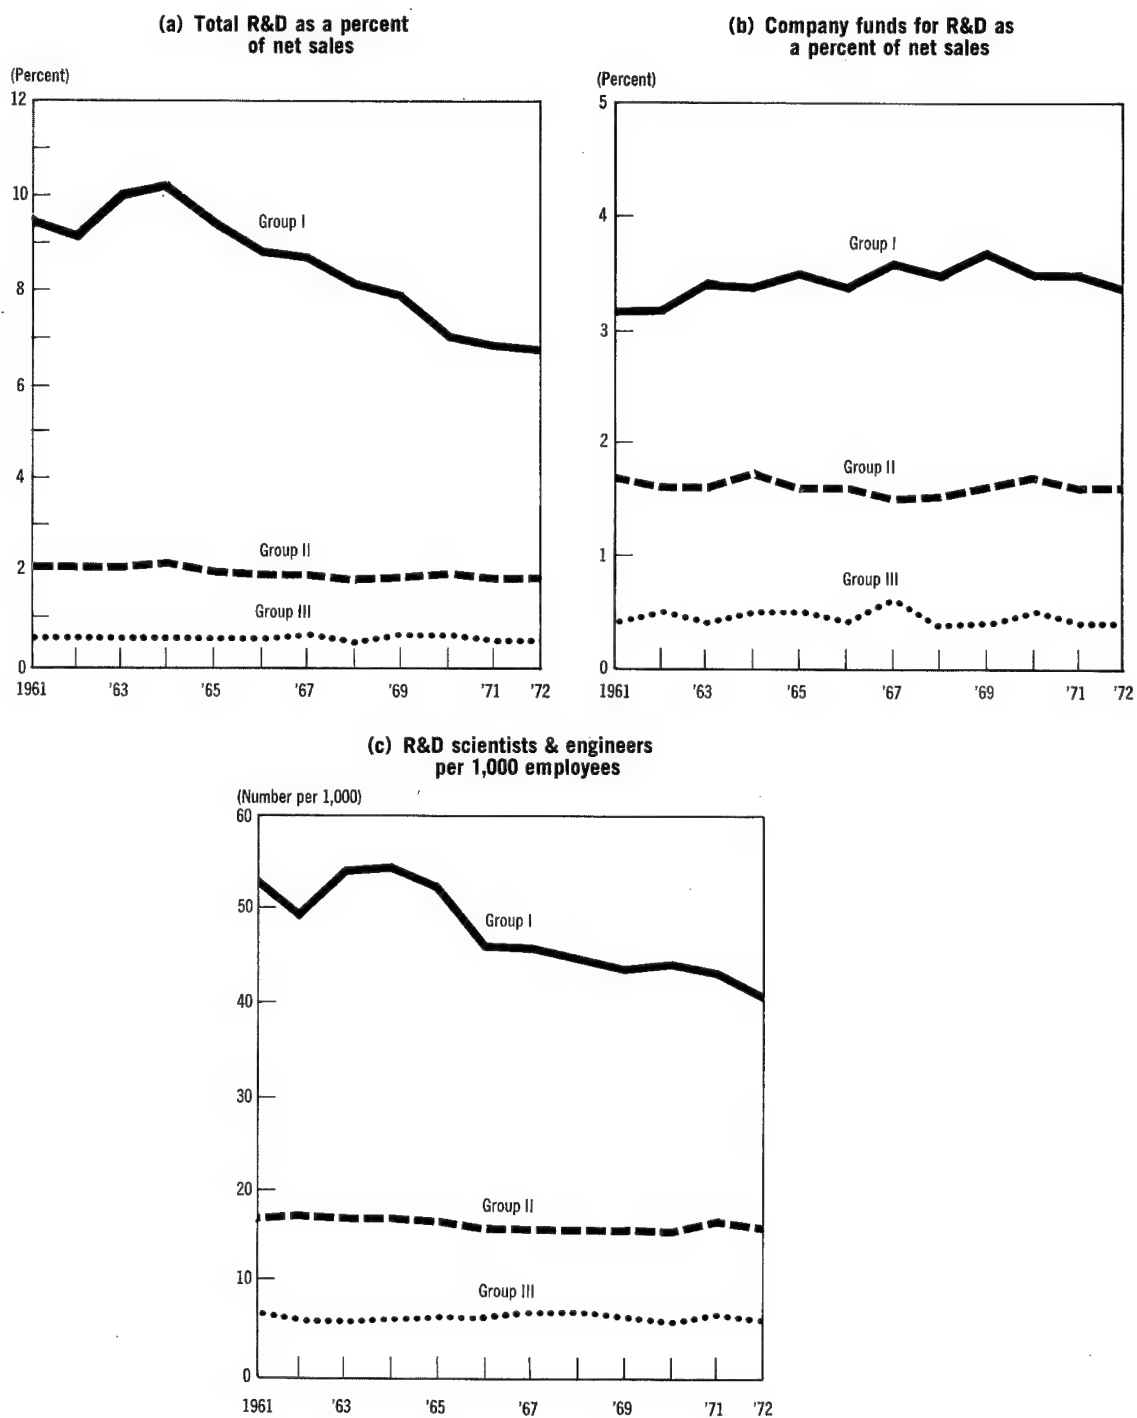 (a) Total R&D as a percent
of net sales
(Percent)
12
10
8
6
4
2
0
Group I
Group II
Group III
1961
'63
'65
'67
'69
'71
'72
(b) Company funds for R&D as
a percent of net sales
(Percent)
5
4
3
2
1
0
Group I
Group II
Group III
1961
'63
'65
'67
'69
'71
'72
(c) R&D scientists & engineers
per 1,000 employees
(Number per 1,000)
60
50
40
30
20
10
0
Group I
Group II
Group III
1961
'63
'65
'67
'69
'71
'72